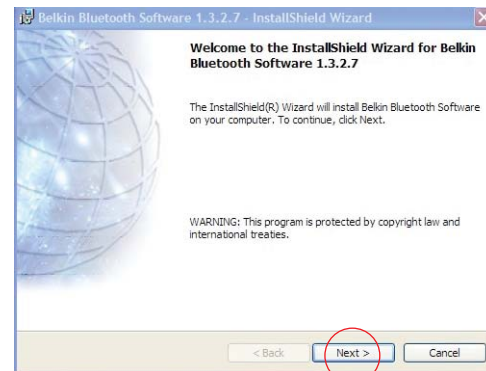 Belkin Bluetooth Software 1.3.2.7 - InstallShield Wizard
Welcome to the InstallShield Wizard for Belkin
Bluetooth Software 1.3.2.7
The InstallShield(R) Wizard will install Belkin Bluetooth Software
on your computer. To continue, click Next.
WARNING: This program is protected by copyright law and
international treaties.
< Back Next > Cancel